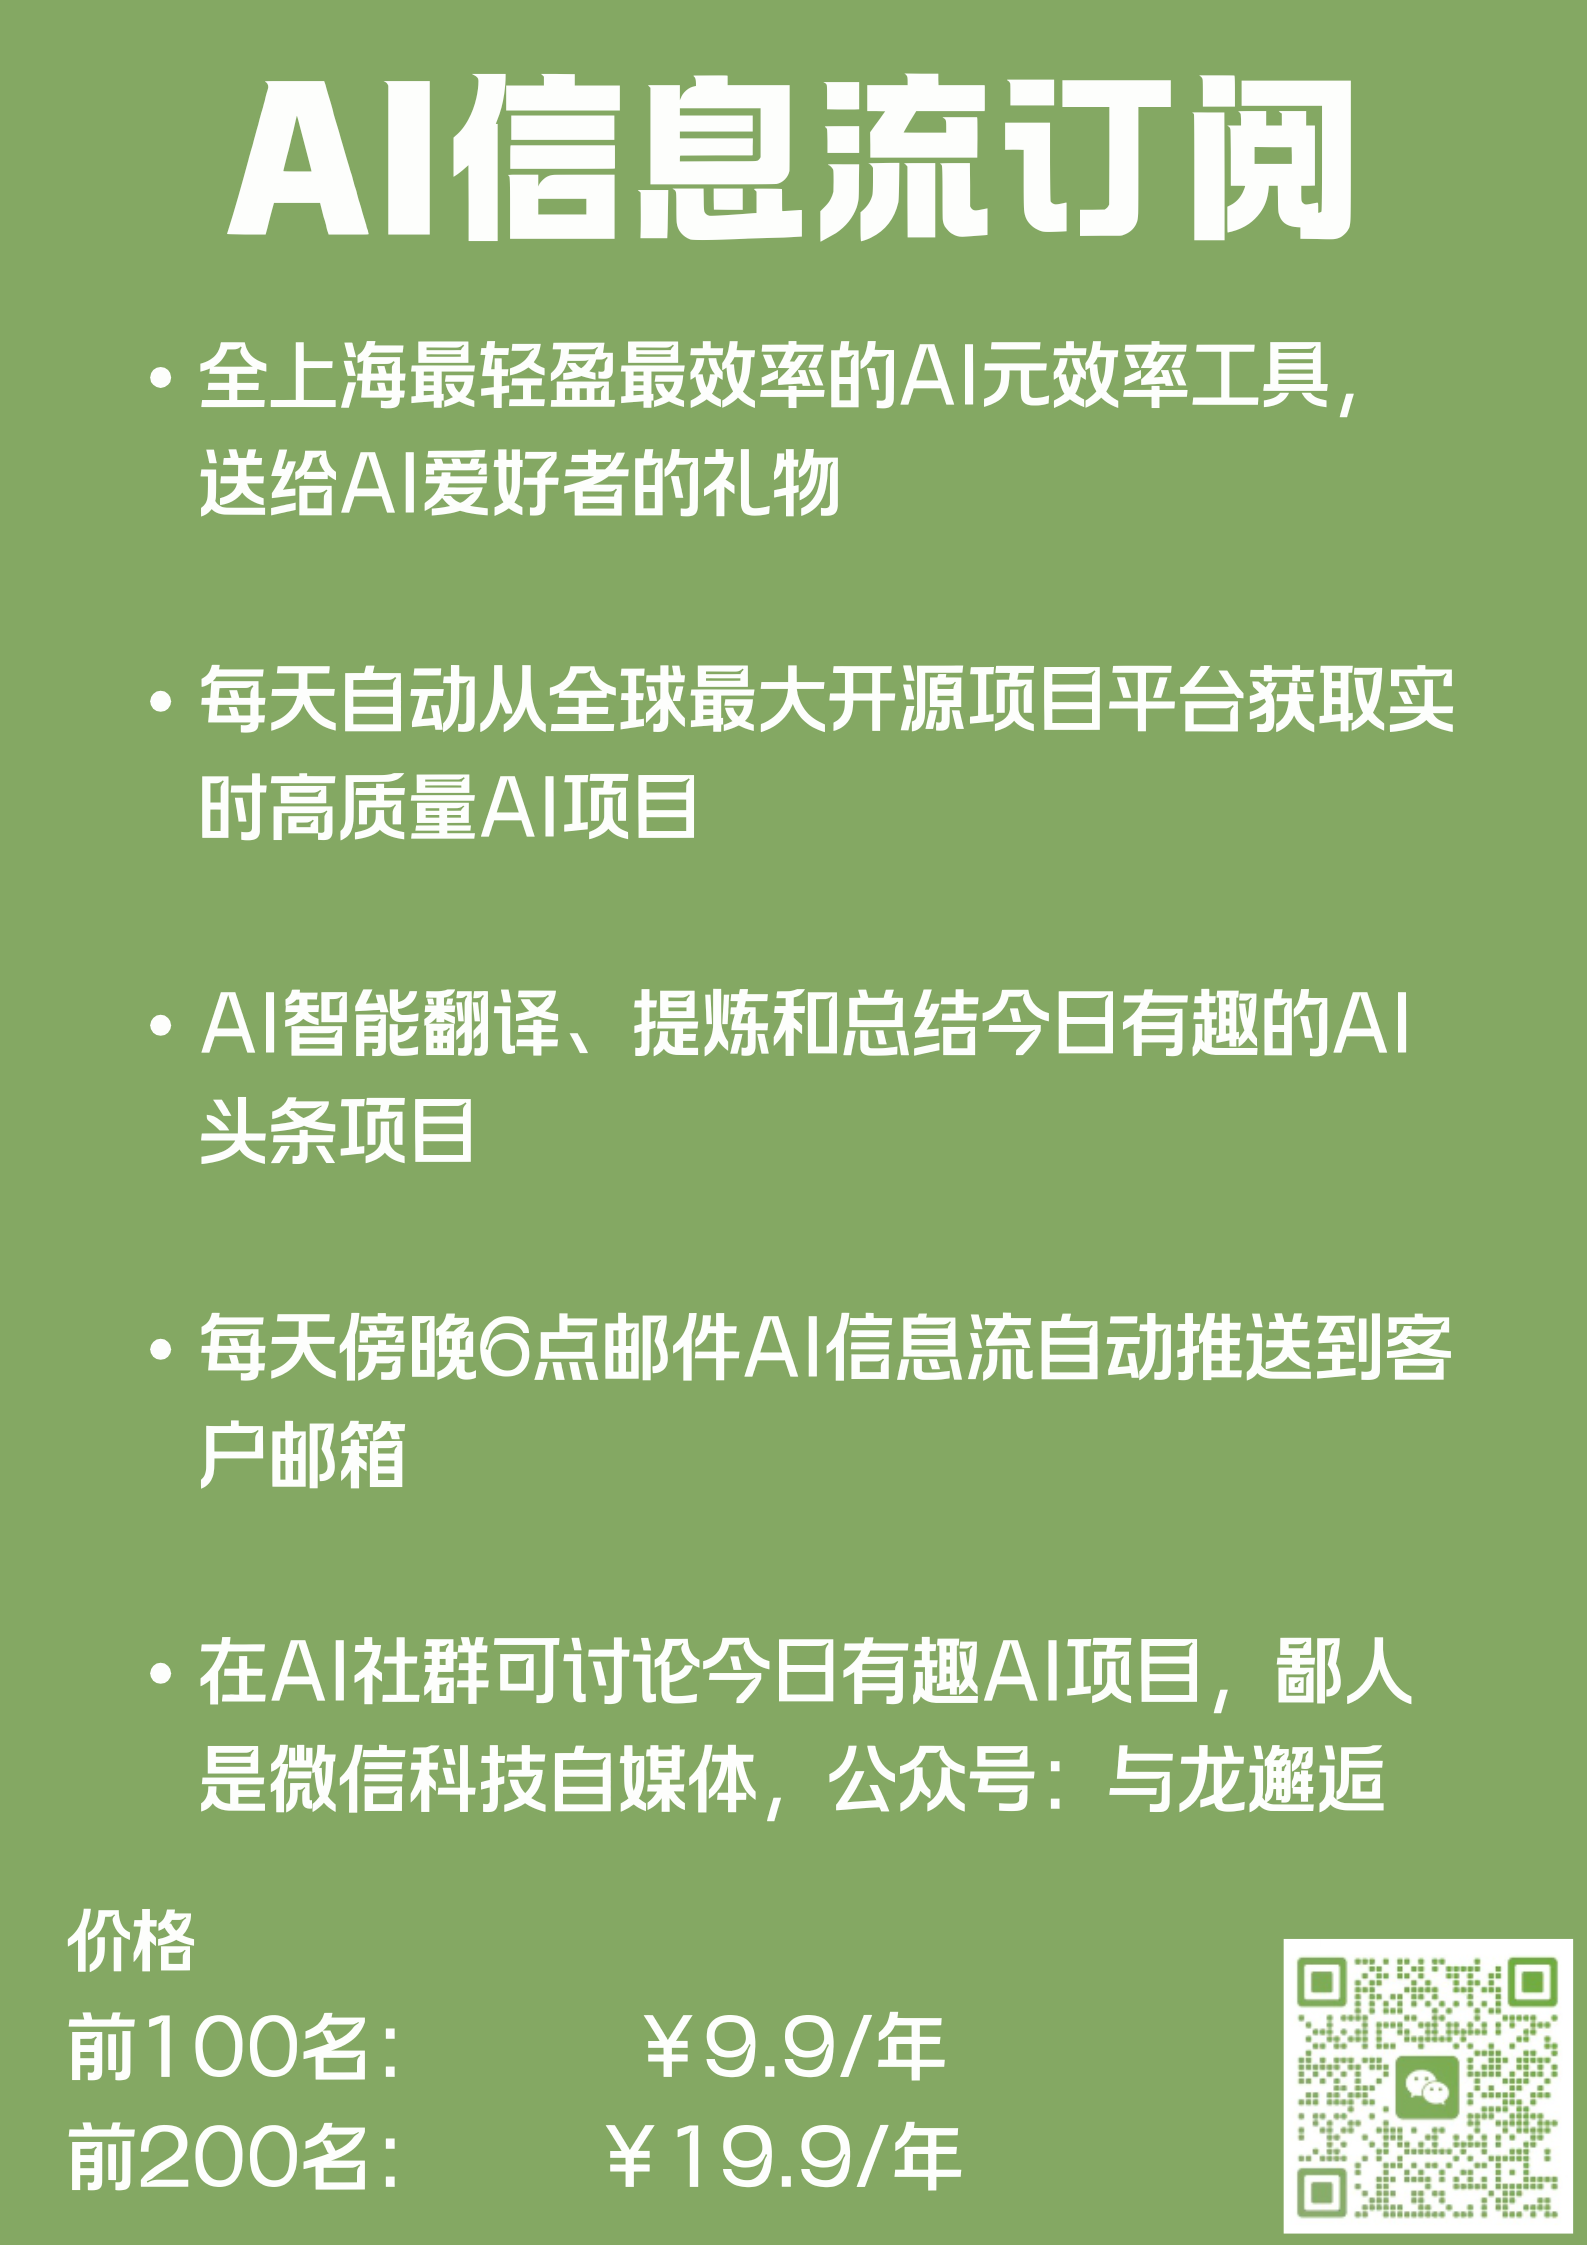 AI信息流订阅
• 全上海最轻盈最效率的AI元效率工具，
送给AI爱好者的礼物
• 每天自动从全球最大开源项目平台获取实
时高质量AI项目
• AI智能翻译、提炼和总结今日有趣的AI
头条项目
• 每天傍晚6点邮件AI信息流自动推送到客
户邮箱
• 在AI社群可讨论今日有趣AI项目，鄙人
是微信科技自媒体，公众号：与龙邂逅
价格
前100名： ¥9.9/年
前200名： ¥19.9/年